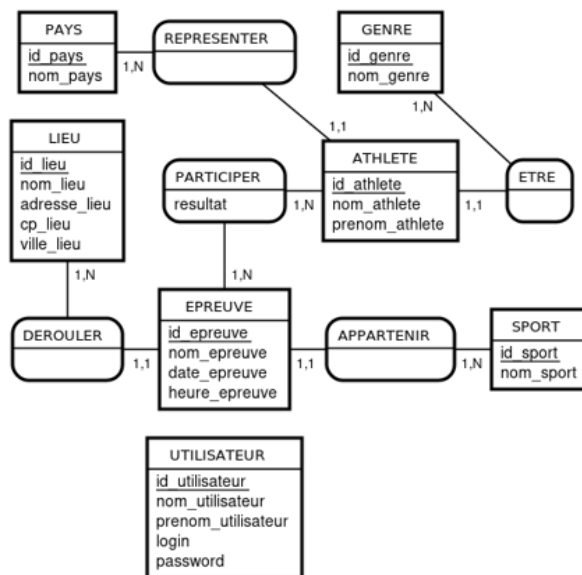 PAYS
id_pays
nom_pays
1,N
REPRESENTER
GENRE
id_genre
nom_genre
1,N
1,1
LIEU
id_lieu
nom_lieu
adresse_lieu
cp_lieu
ville_lieu
1,N
PARTICIPER
resultat
1,N
ATHLETE
id_athlete
nom_athlete
prenom_athlete
1,1
ETRE
1,N
DEROULER
1,1
EPREUVE
id_epreuve
nom_epreuve
date_epreuve
heure_epreuve
1,1
APPARTENIR
1,N
SPORT
id_sport
nom_sport
UTILISATEUR
id_utilisateur
nom_utilisateur
prenom_utilisateur
login
password